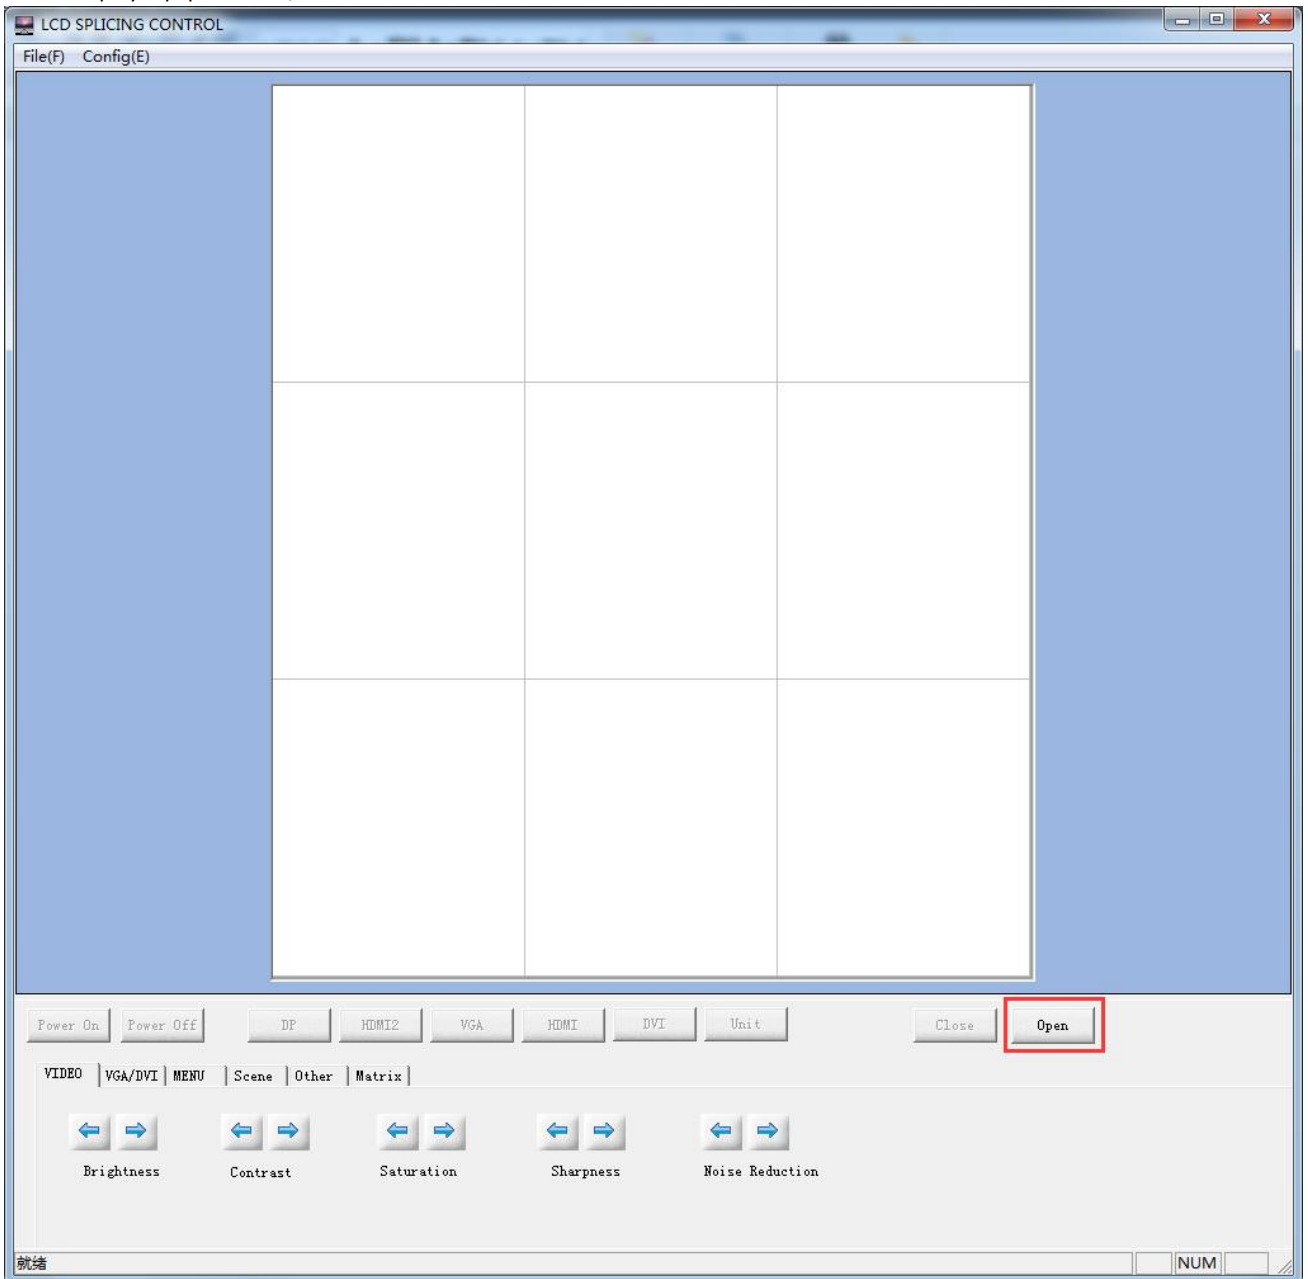 LCD SPLICING CONTROL
File(F) Config(E)
Power On Power Off DP HDMI2 VGA HDMI DVI Unit Close Open
VIDEO VGA/DVI MENU Scene Other Matrix
Brightness Contrast Saturation Sharpness Noise Reduction
就绪 NUM